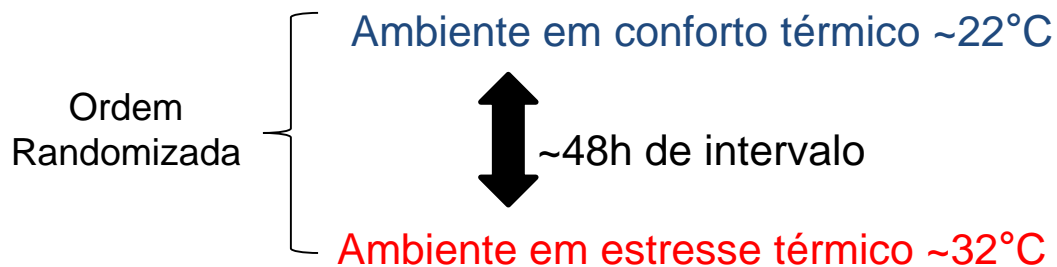 Ambiente em conforto térmico ~22°C
Ordem
Randomizada
~48h de intervalo
Ambiente em estresse térmico ~32°C